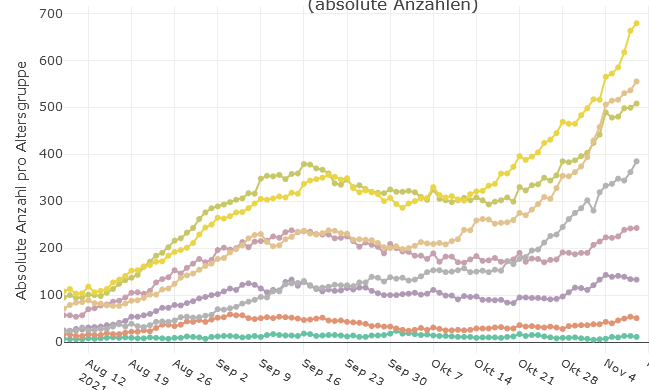 (absolute Anzahlen)
Absolute Anzahl pro Altersgruppe
700
600
500
400
300
200
100
0
Aug 12
2021
Aug 19
Aug 26
Sep 2
Sep 9
Sep 16
Sep 23
Sep 30
Okt 7
Okt 14
Okt 21
Okt 28
Nov 4